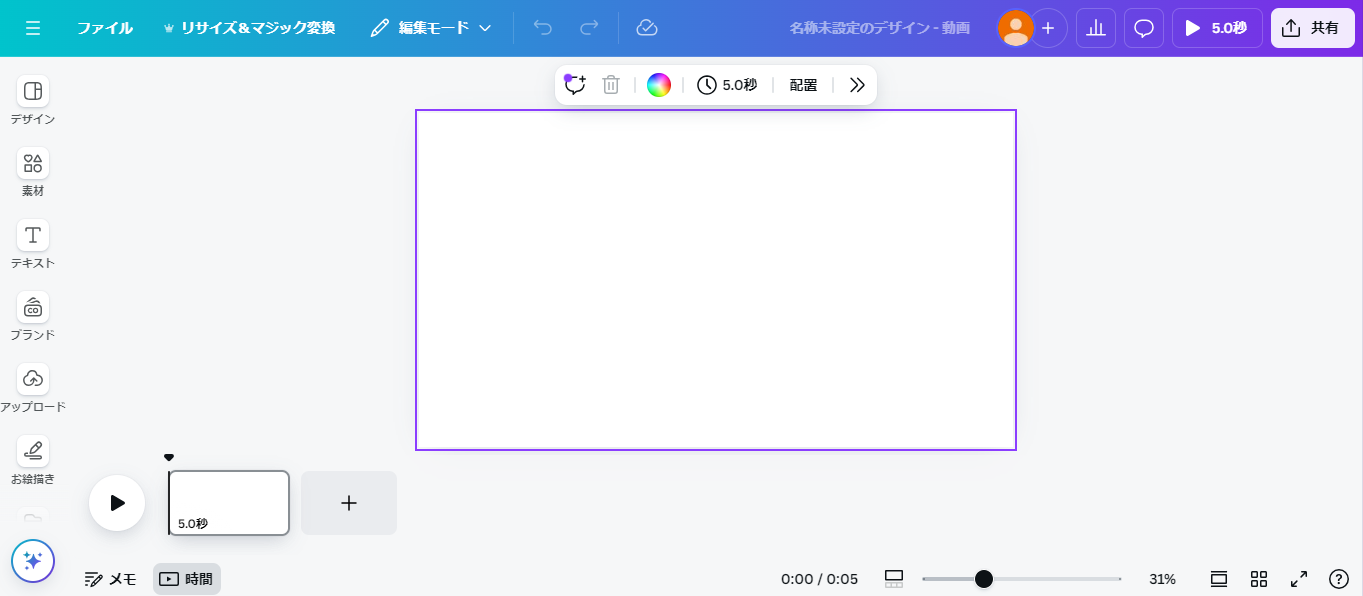 ファイル
リサイズ&マジック変換
編集モード
名称未設定のデザイン - 動画
5.0秒
共有
5.0秒
配置
デザイン
素材
テキスト
CO
ブランド
アップロード
お絵描き
5.0秒
メモ
時間
0:00 / 0:05
31%